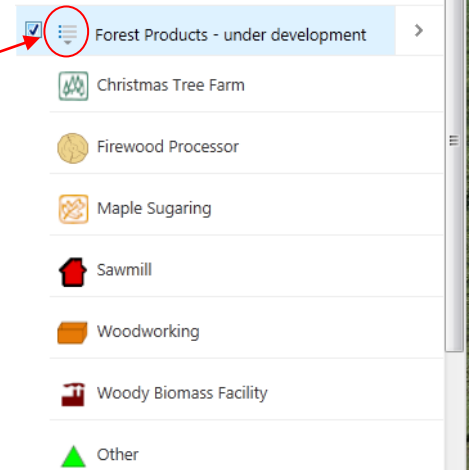 Forest Products - under development
Christmas Tree Farm
Firewood Processor
Maple Sugaring
Sawmill
Woodworking
Woody Biomass Facility
Other